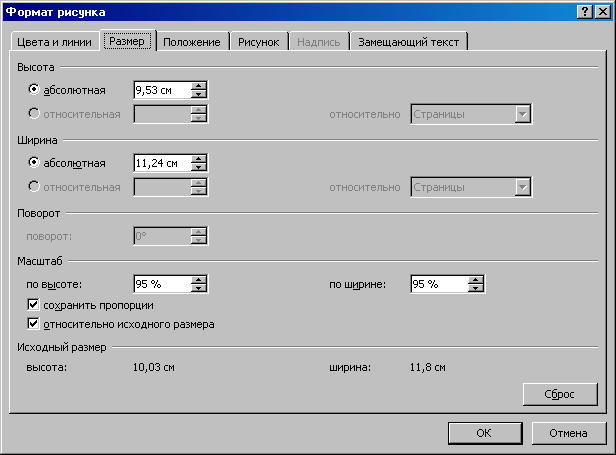 Формат рисунка
Цвета и линии Размер Положение Рисунок Надпись Замещающий текст
Высота
абсолютная 9,53 см
относительная относительно Страницы
Ширина
абсолютная 11,24 см
относительная относительно Страницы
Поворот
поворот: 0°
Масштаб
по высоте: 95 % по ширине: 95 %
сохранить пропорции
относительно исходного размера
Исходный размер
высота: 10,03 см ширина: 11,8 см
Сброс
ОК Отмена